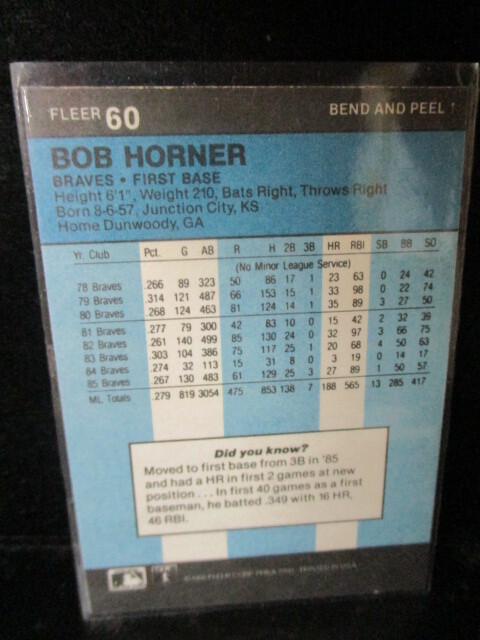 FLEER 60 BEND AND PEEL ↑
BOB HORNER
BRAVES • FIRST BASE
Height 6'1", Weight 210, Bats Right, Throws Right
Born 8-6-57, Junction City, KS
Home Dunwoody, GA
Yr. Club Pct. G AB R H 2B 3B HR RBI SB BB SO
(No Minor League Service)
78 Braves .266 89 323 50 86 17 1 23 63 0 24 42
79 Braves .314 121 487 66 153 15 1 33 98 0 22 74
80 Braves .268 124 463 81 124 14 1 35 89 3 27 50
81 Braves .277 79 300 42 83 10 0 15 42 2 32 39
82 Braves .261 140 499 85 130 24 0 32 97 3 66 75
83 Braves .303 104 386 75 117 25 1 20 68 4 50 63
84 Braves .274 32 113 15 31 8 0 3 19 0 14 17
85 Braves .267 130 483 61 129 25 3 27 89 1 50 57
ML Totals .279 819 3054 475 853 138 7 188 565 13 285 417
Did you know?
Moved to first base from 3B in '85
and had a HR in first 2 games at new
position . . . In first 40 games as a first
baseman, he batted .349 with 16 HR,
46 RBI.
PRINTED IN U.S.A.